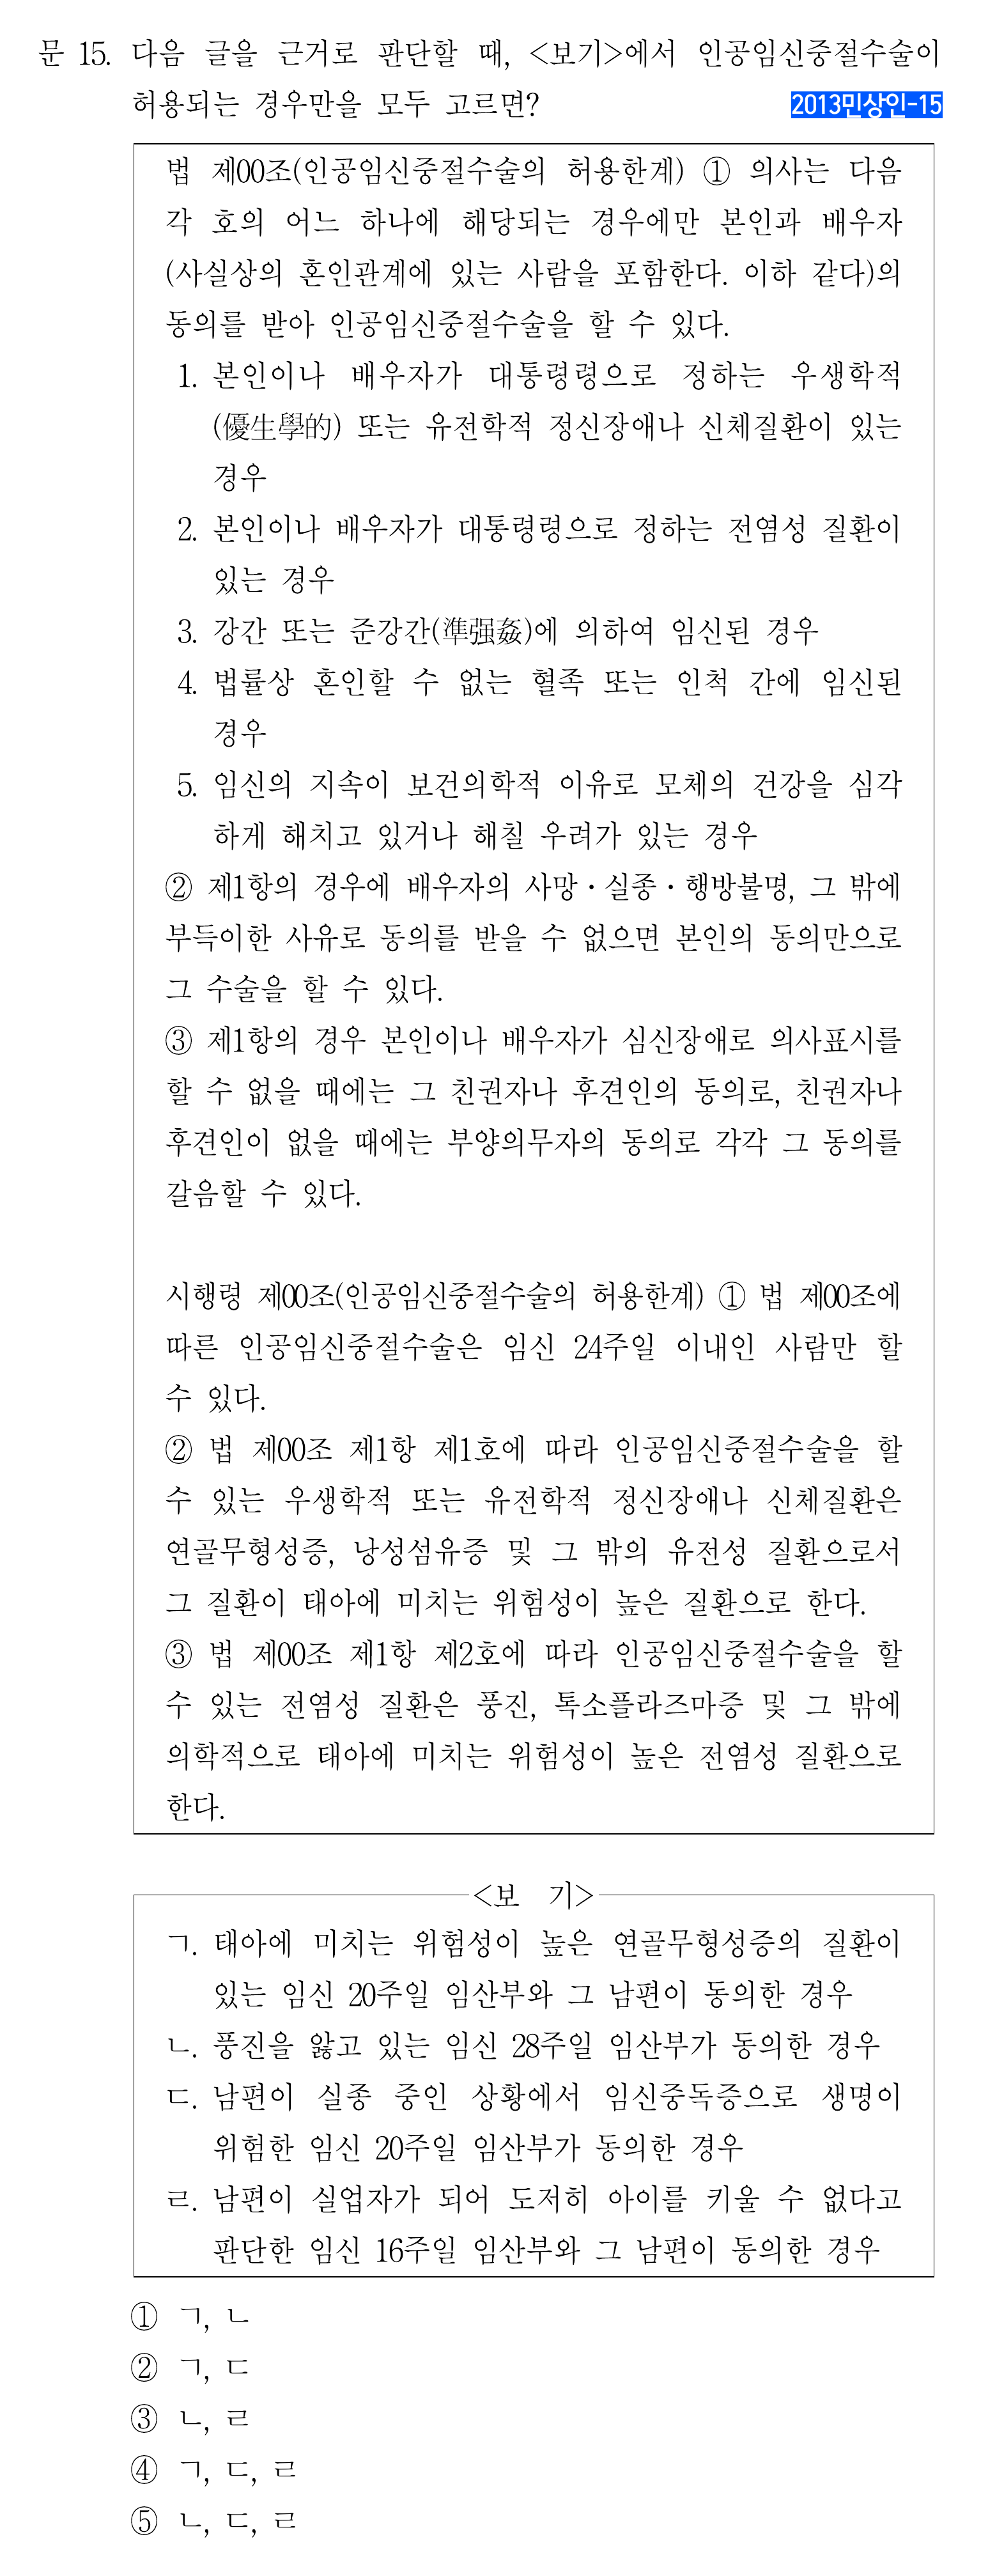 문 15. 다음 글을 근거로 판단할 때, <보기>에서 인공임신중절수술이
허용되는 경우만을 모두 고르면?
2013민상인-15
법 제00조(인공임신중절수술의 허용한계) ① 의사는 다음
각 호의 어느 하나에 해당되는 경우에만 본인과 배우자
(사실상의 혼인관계에 있는 사람을 포함한다. 이하 같다)의
동의를 받아 인공임신중절수술을 할 수 있다.
1. 본인이나 배우자가 대통령령으로 정하는 우생학적
(優生學的) 또는 유전학적 정신장애나 신체질환이 있는
경우
2. 본인이나 배우자가 대통령령으로 정하는 전염성 질환이
있는 경우
3. 강간 또는 준강간(準强姦)에 의하여 임신된 경우
4. 법률상 혼인할 수 없는 혈족 또는 인척 간에 임신된
경우
5. 임신의 지속이 보건의학적 이유로 모체의 건강을 심각
하게 해치고 있거나 해칠 우려가 있는 경우
② 제1항의 경우에 배우자의 사망·실종·행방불명, 그 밖에
부득이한 사유로 동의를 받을 수 없으면 본인의 동의만으로
그 수술을 할 수 있다.
③ 제1항의 경우 본인이나 배우자가 심신장애로 의사표시를
할 수 없을 때에는 그 친권자나 후견인의 동의로, 친권자나
후견인이 없을 때에는 부양의무자의 동의로 각각 그 동의를
갈음할 수 있다.
시행령 제00조(인공임신중절수술의 허용한계) ① 법 제00조에
따른 인공임신중절수술은 임신 24주일 이내인 사람만 할
수 있다.
② 법 제00조 제1항 제1호에 따라 인공임신중절수술을 할
수 있는 우생학적 또는 유전학적 정신장애나 신체질환은
연골무형성증, 낭성섬유증 및 그 밖의 유전성 질환으로서
그 질환이 태아에 미치는 위험성이 높은 질환으로 한다.
③ 법 제00조 제1항 제2호에 따라 인공임신중절수술을 할
수 있는 전염성 질환은 풍진, 톡소플라즈마증 및 그 밖에
의학적으로 태아에 미치는 위험성이 높은 전염성 질환으로
한다.
<보 기>
ㄱ. 태아에 미치는 위험성이 높은 연골무형성증의 질환이
있는 임신 20주일 임산부와 그 남편이 동의한 경우
ㄴ. 풍진을 앓고 있는 임신 28주일 임산부가 동의한 경우
ㄷ. 남편이 실종 중인 상황에서 임신중독증으로 생명이
위험한 임신 20주일 임산부가 동의한 경우
ㄹ. 남편이 실업자가 되어 도저히 아이를 키울 수 없다고
판단한 임신 16주일 임산부와 그 남편이 동의한 경우
① ㄱ, ㄴ
② ㄱ, ㄷ
③ ㄴ, ㄹ
④ ㄱ, ㄷ, ㄹ
⑤ ㄴ, ㄷ, ㄹ